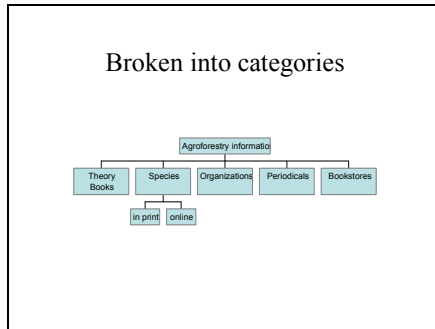 Broken into categories
Agroforestry informatio
Theory
Books
Species
Organizations
Periodicals
Bookstores
in print
online